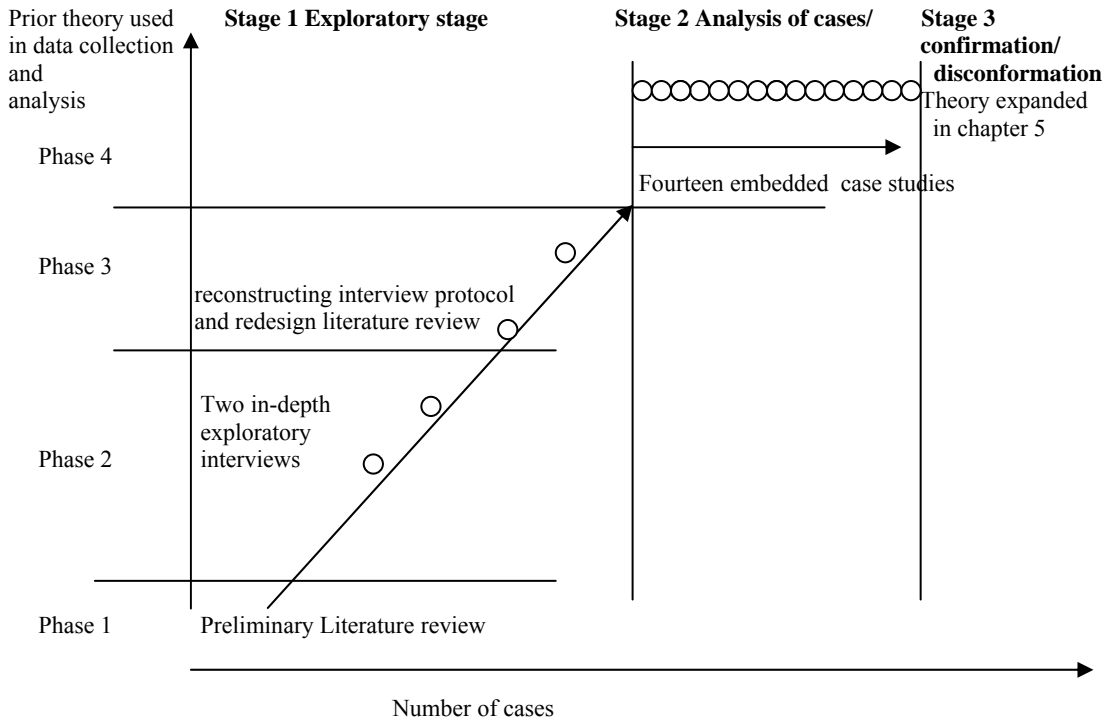 Prior theory used
in data collection
and
analysis
Stage 1 Exploratory stage
Stage 2 Analysis of cases/
Stage 3
confirmation/
disconformation
Theory expanded
in chapter 5
Phase 4
Fourteen embedded case studies
Phase 3
reconstructing interview protocol
and redesign literature review
Two in-depth
exploratory
interviews
Phase 2
Phase 1
Preliminary Literature review
Number of cases